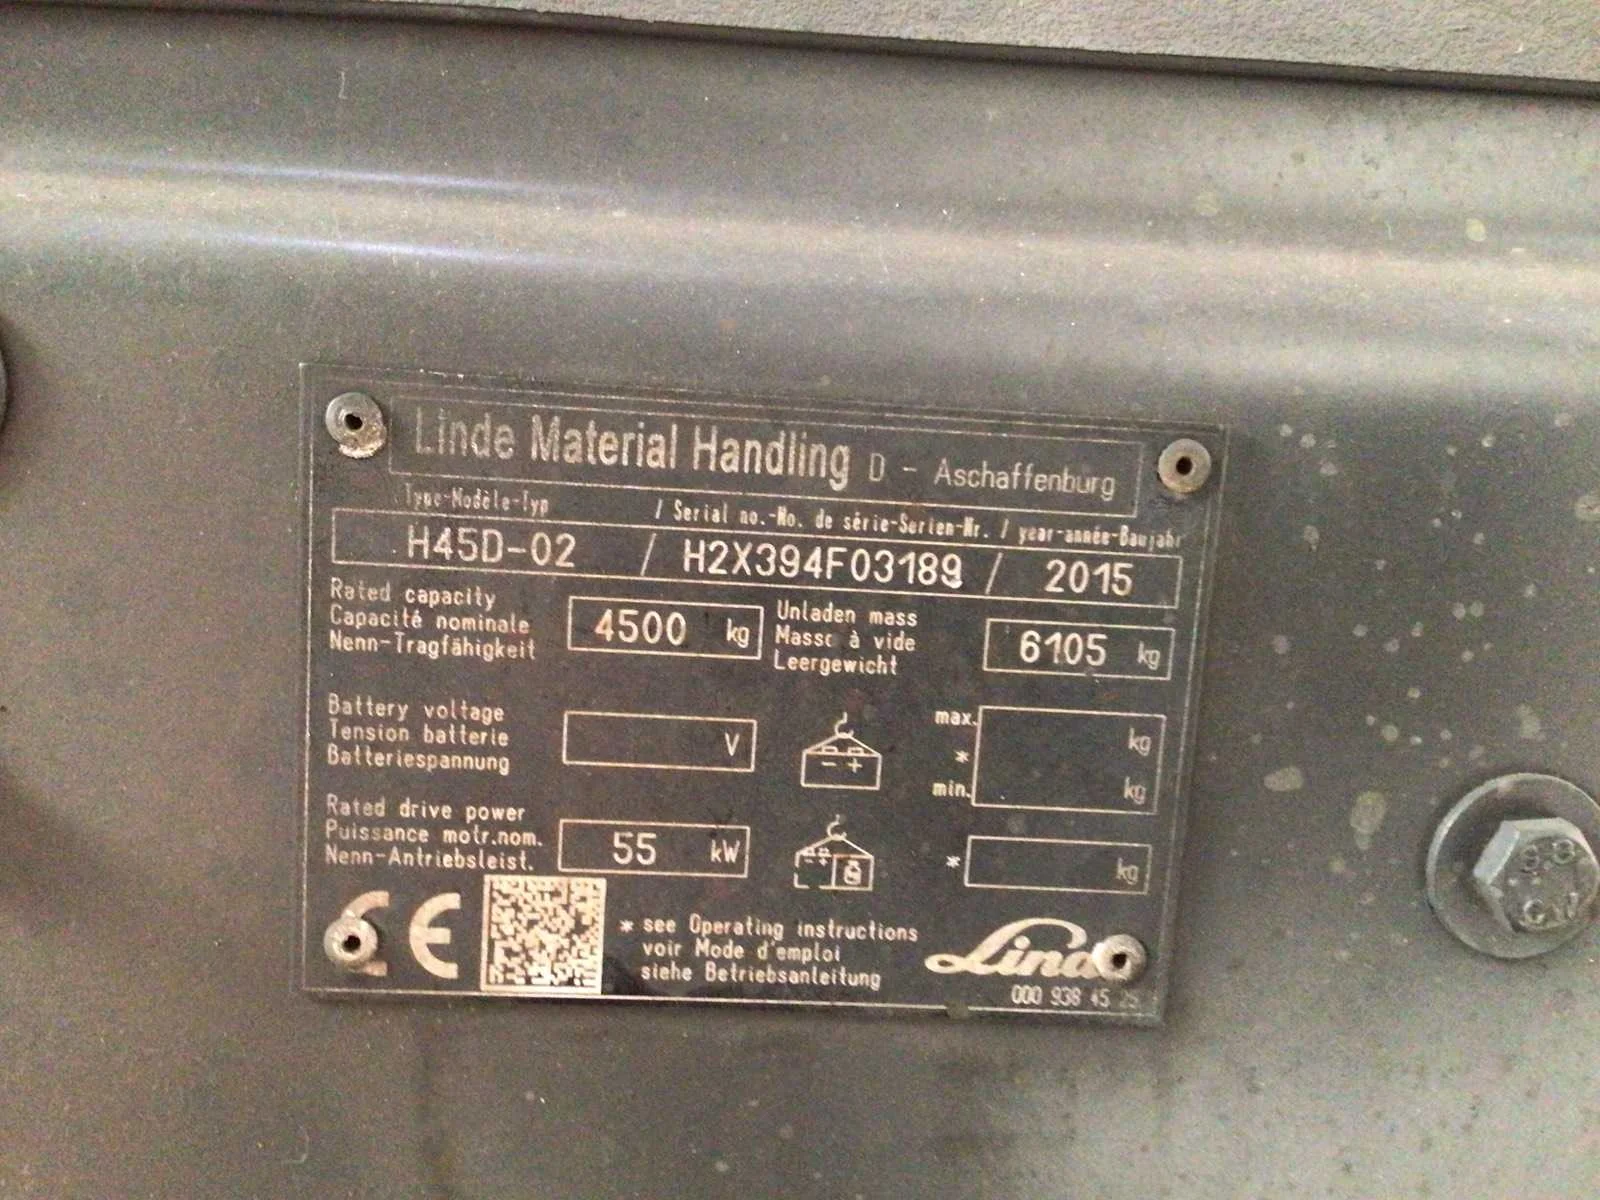 Linde Material Handling D - Aschaffenburg
Type-Modèle-Typ / Serial no.-No. de série-Serien-Nr. / year-année-Baujahr
H45D-02 / H2X394F03189 / 2015
Rated capacity
Capacité nominale
Nenn-Tragfähigkeit
4500 kg
Unladen mass
Masse à vide
Leergewicht
6105 kg
Battery voltage
Tension batterie
Batteriespannung
V
- +
max. kg
*
min. kg
Rated drive power
Puissance motr.nom.
Nenn-Antriebsleist.
55 kW
* kg
CE
* see Operating instructions
voir Mode d'emploi
siehe Betriebsanleitung
Linde
000 938 45 25
8.8